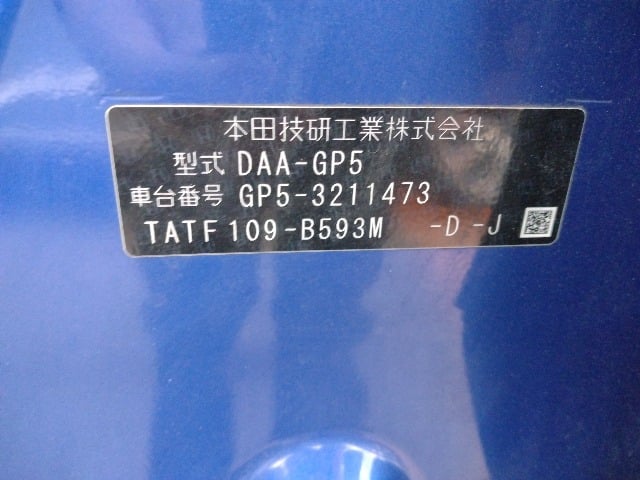 本田技研工業株式会社
型式 DAA-GP5
車台番号 GP5-3211473
TATF109-B593M -D -J